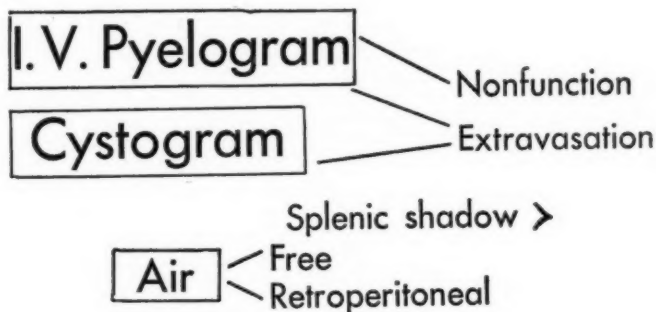 I. V. Pyelogram
Nonfunction
Cystogram
Extravasation
Splenic shadow >
Free
Air
Retroperitoneal